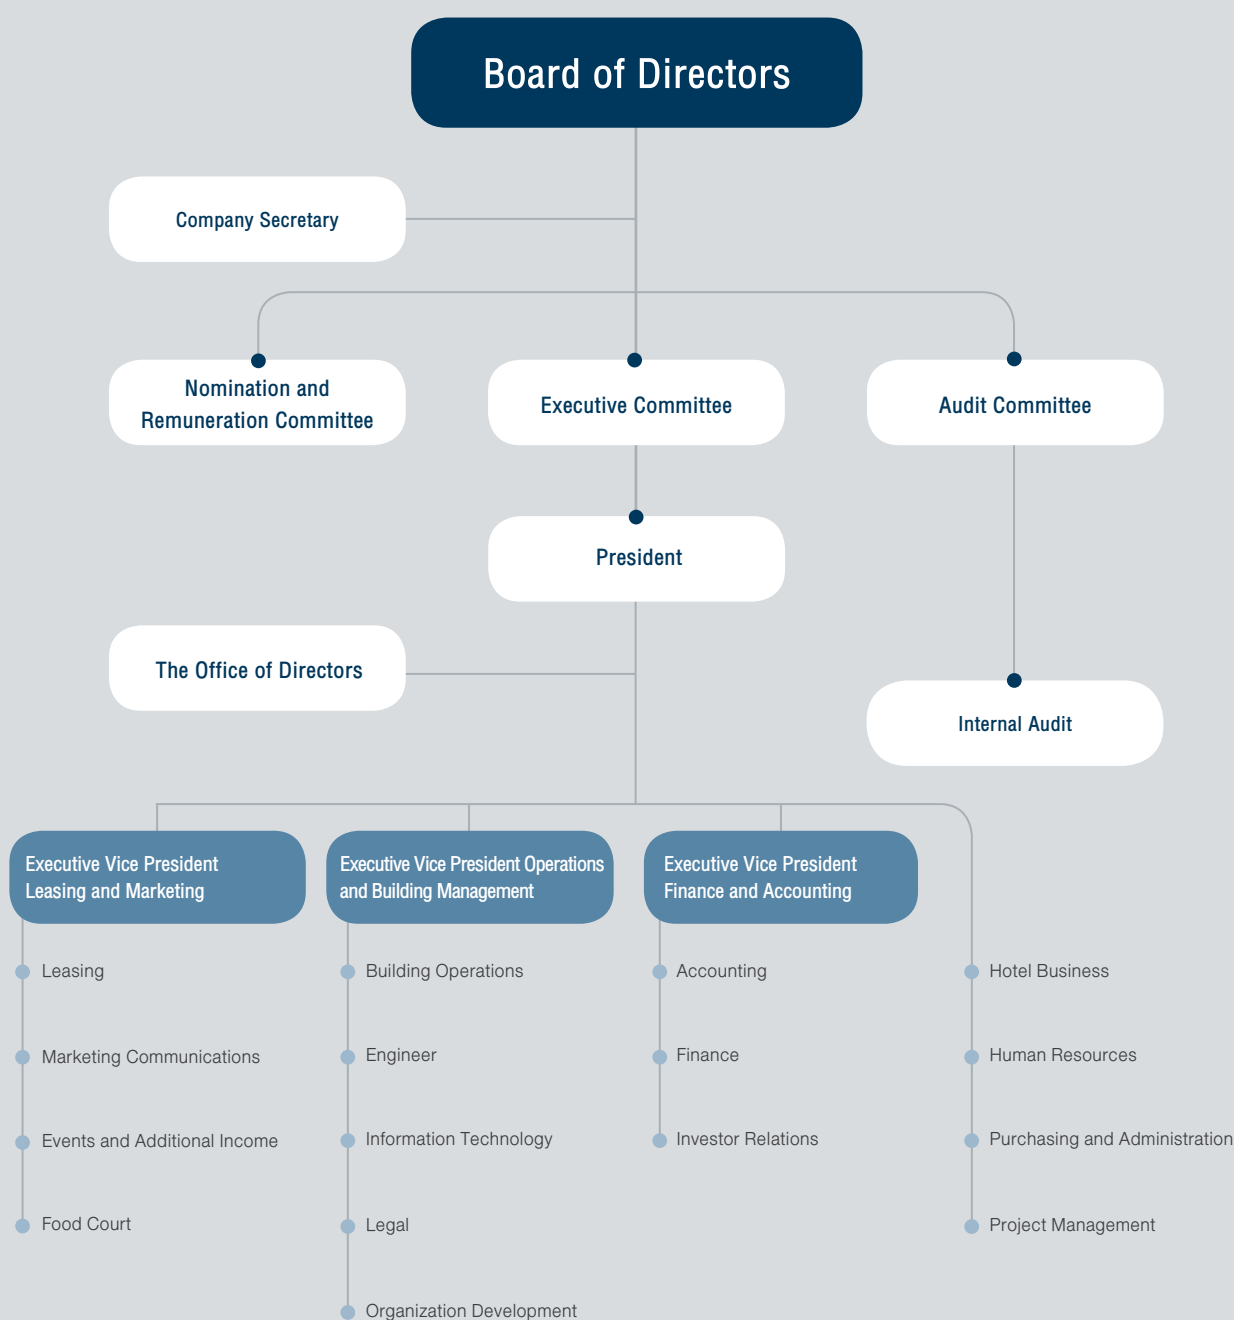 Board of Directors
Company Secretary
Nomination and
Remuneration Committee
Executive Committee
Audit Committee
President
The Office of Directors
Internal Audit
Executive Vice President
Leasing and Marketing
Executive Vice President Operations
and Building Management
Executive Vice President
Finance and Accounting
Leasing
Marketing Communications
Events and Additional Income
Food Court
Building Operations
Engineer
Information Technology
Legal
Organization Development
Accounting
Finance
Investor Relations
Hotel Business
Human Resources
Purchasing and Administration
Project Management